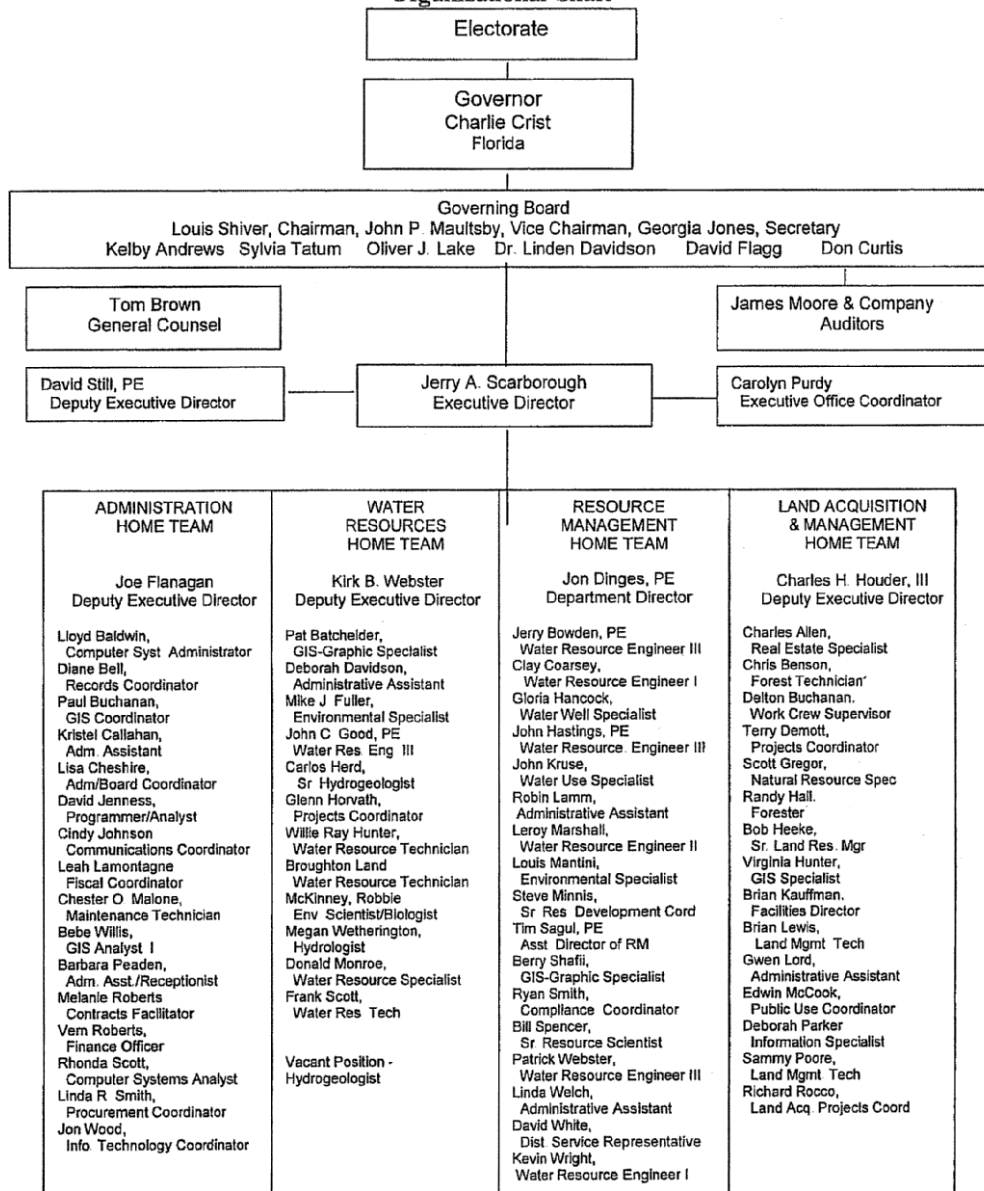 Organizational Chart
Electorate
Governor
Charlie Crist
Florida
Governing Board
Louis Shiver, Chairman, John P. Maultsby, Vice Chairman, Georgia Jones, Secretary
Kelby Andrews Sylvia Tatum Oliver J. Lake Dr. Linden Davidson David Flagg Don Curtis
Tom Brown
General Counsel
James Moore & Company
Auditors
David Still, PE
Deputy Executive Director
Jerry A. Scarborough
Executive Director
Carolyn Purdy
Executive Office Coordinator
ADMINISTRATION
HOME TEAM
Joe Flanagan
Deputy Executive Director
Lloyd Baldwin,
Computer Syst Administrator
Diane Bell,
Records Coordinator
Paul Buchanan,
GIS Coordinator
Kristel Callahan,
Adm. Assistant
Lisa Cheshire,
Adm/Board Coordinator
David Jenness,
Programmer/Analyst
Cindy Johnson
Communications Coordinator
Leah Lamontagne
Fiscal Coordinator
Chester O Malone,
Maintenance Technician
Bebe Willis,
GIS Analyst I
Barbara Peaden,
Adm. Asst./Receptionist
Melanie Roberts
Contracts Facilitator
Vern Roberts,
Finance Officer
Rhonda Scott,
Computer Systems Analyst
Linda R Smith,
Procurement Coordinator
Jon Wood,
Info. Technology Coordinator
WATER
RESOURCES
HOME TEAM
Kirk B. Webster
Deputy Executive Director
Pat Batchelder,
GIS-Graphic Specialist
Deborah Davidson,
Administrative Assistant
Mike J Fuller,
Environmental Specialist
John C Good, PE
Water Res. Eng III
Carlos Herd,
Sr Hydrogeologist
Glenn Horvath,
Projects Coordinator
Willie Ray Hunter,
Water Resource Technician
Broughton Land
Water Resource Technician
McKinney, Robbie
Env Scientist/Biologist
Megan Wetherington,
Hydrologist
Donald Monroe,
Water Resource Specialist
Frank Scott,
Water Res Tech
Vacant Position -
Hydrogeologist
RESOURCE
MANAGEMENT
HOME TEAM
Jon Dinges, PE
Department Director
Jerry Bowden, PE
Water Resource Engineer III
Clay Coarsey,
Water Resource Engineer I
Gloria Hancock,
Water Well Specialist
John Hastings, PE
Water Resource. Engineer III
John Kruse,
Water Use Specialist
Robin Lamm,
Administrative Assistant
Leroy Marshall,
Water Resource Engineer II
Louis Mantini,
Environmental Specialist
Steve Minnis,
Sr Res Development Cord
Tim Sagul, PE
Asst Director of RM
Berry Shafii,
GIS-Graphic Specialist
Ryan Smith,
Compliance Coordinator
Bill Spencer,
Sr. Resource Scientist
Patrick Webster,
Water Resource Engineer III
Linda Welch,
Administrative Assistant
David White,
Dist. Service Representative
Kevin Wright,
Water Resource Engineer I
LAND ACQUISITION
& MANAGEMENT
HOME TEAM
Charles H. Houder, III
Deputy Executive Director
Charles Allen,
Real Estate Specialist
Chris Benson,
Forest Technician
Delton Buchanan.
Work Crew Supervisor
Terry Demott,
Projects Coordinator
Scott Gregor,
Natural Resource Spec
Randy Hall.
Forester
Bob Heeke,
Sr. Land Res. Mgr
Virginia Hunter,
GIS Specialist
Brian Kauffman.
Facilities Director
Brian Lewis,
Land Mgmt Tech
Gwen Lord,
Administrative Assistant
Edwin McCook,
Public Use Coordinator
Deborah Parker
Information Specialist
Sammy Poore,
Land Mgmt Tech
Richard Rocco,
Land Acq. Projects Coord